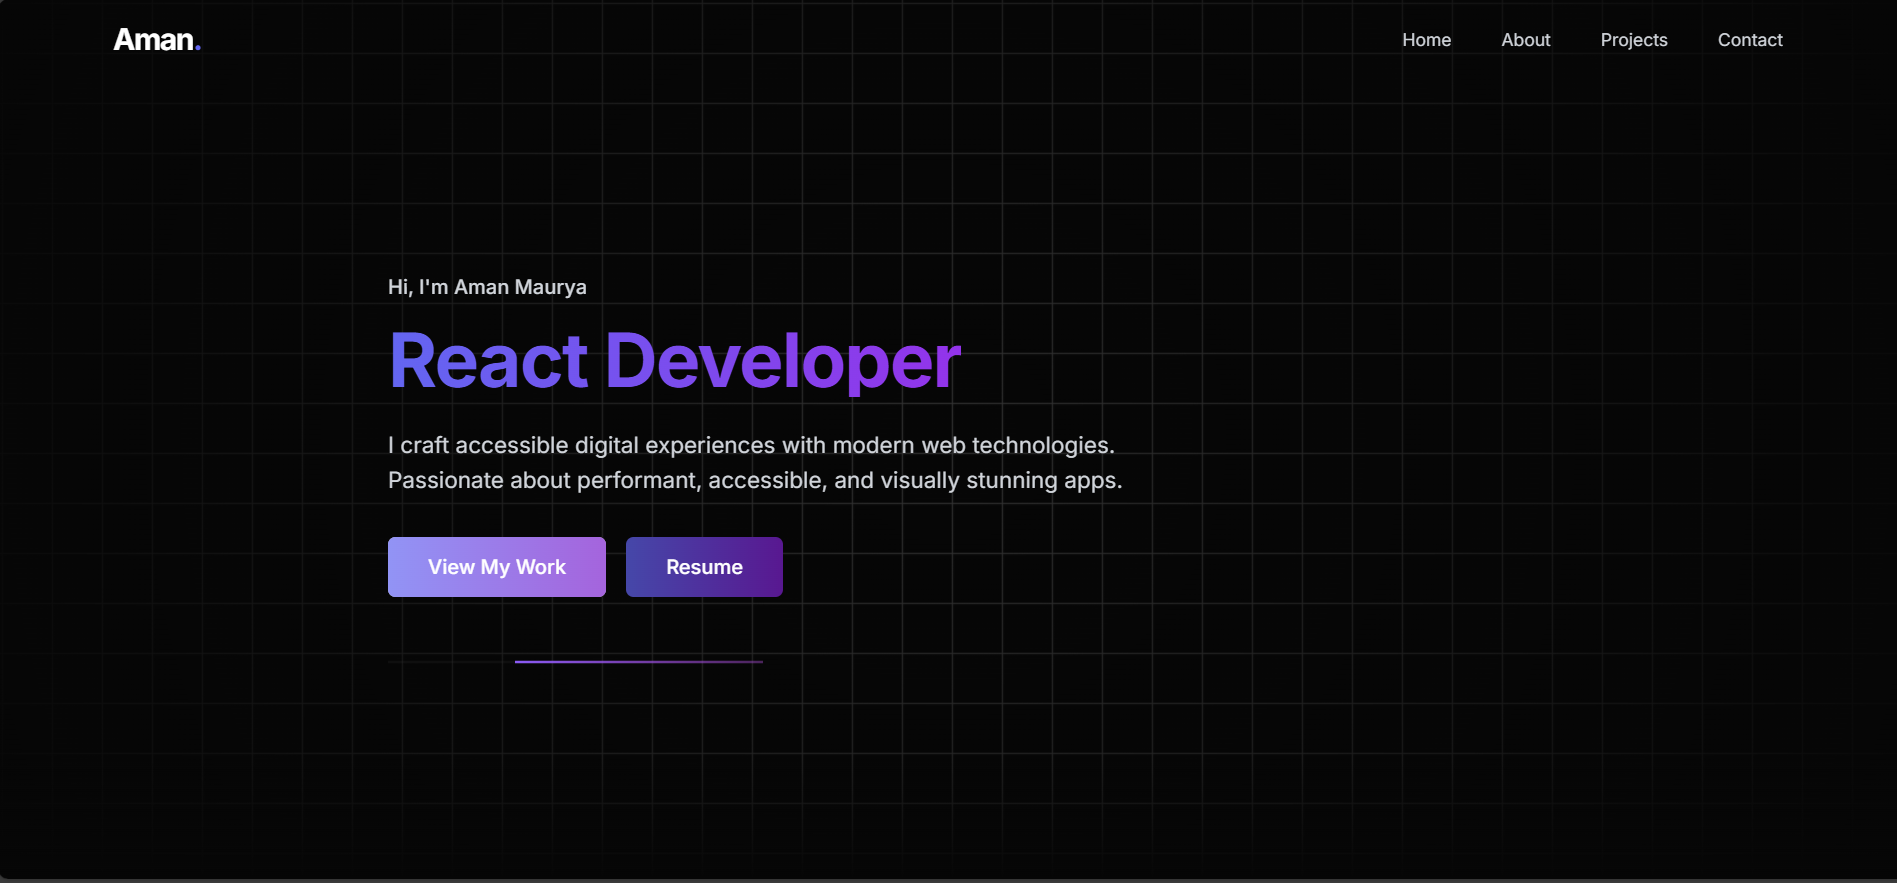 Aman.
Home About Projects Contact
Hi, I'm Aman Maurya
React Developer
I craft accessible digital experiences with modern web technologies.
Passionate about performant, accessible, and visually stunning apps.
View My Work Resume